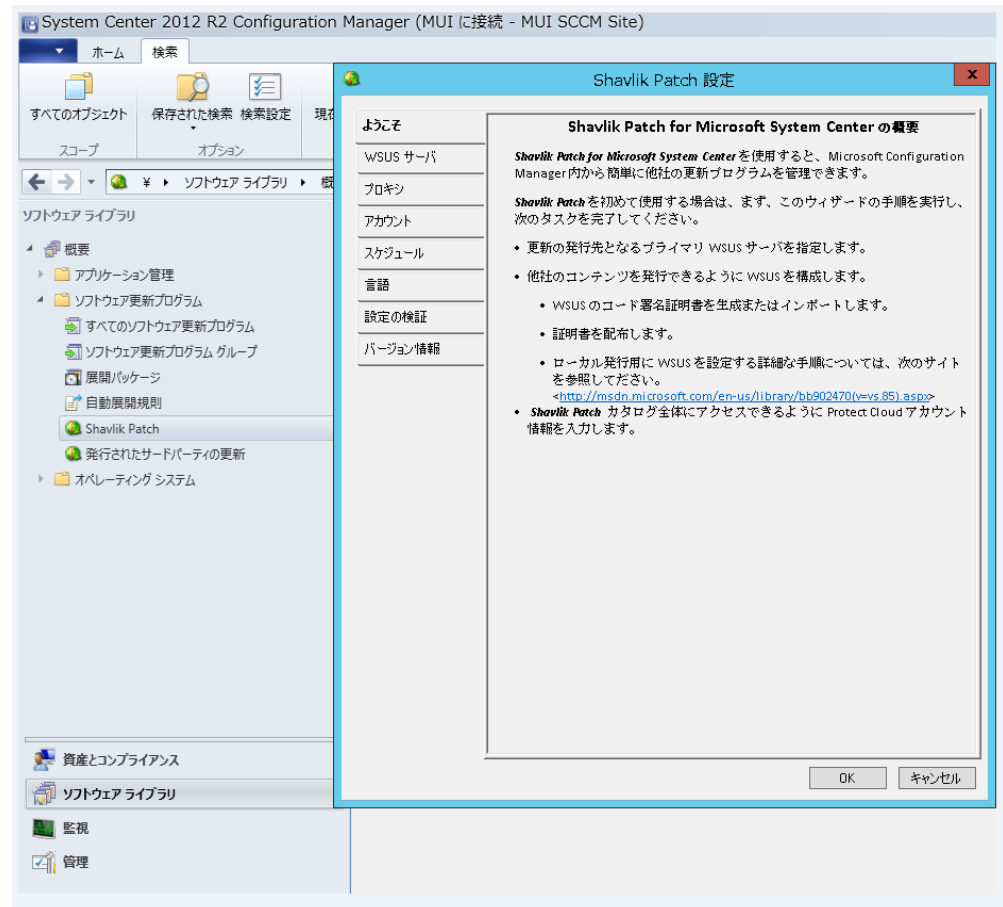 System Center 2012 R2 Configuration Manager (MUI に接続 - MUI SCCM Site)
ホーム
検索
すべてのオブジェクト
保存された検索
検索設定
スコープ
オプション
¥ ソフトウェア ライブラリ
ソフトウェア ライブラリ
概要
アプリケーション管理
ソフトウェア更新プログラム
すべてのソフトウェア更新プログラム
ソフトウェア更新プログラム グループ
展開パッケージ
自動展開規則
Shavlik Patch
発行されたサードパーティの更新
オペレーティング システム
資産とコンプライアンス
ソフトウェア ライブラリ
監視
管理
Shavlik Patch 設定
x
ようこそ
WSUS サーバ
プロキシ
アカウント
スケジュール
言語
設定の検証
バージョン情報
Shavlik Patch for Microsoft System Center の概要
Shavlik Patch for Microsoft System Center を使用すると、Microsoft Configuration
Manager 内から簡単に他社の更新プログラムを管理できます。
Shavlik Patch を初めて使用する場合は、まず、このウィザードの手順を実行し、
次のタスクを完了してください。
• 更新の発行先となるプライマリ WSUS サーバを指定します。
• 他社のコンテンツを発行できるように WSUS を構成します。
• WSUS のコード署名証明書を生成またはインポートします。
• 証明書を配布します。
• ローカル発行用に WSUS を設定する詳細な手順については、次のサイト
を参照してださい。
<http://msdn.microsoft.com/en-us/library/bb902470(v=vs.85).aspx>
• Shavlik Patch カタログ全体にアクセスできるように Protect Cloud アカウント
情報を入力します。
OK
キャンセル